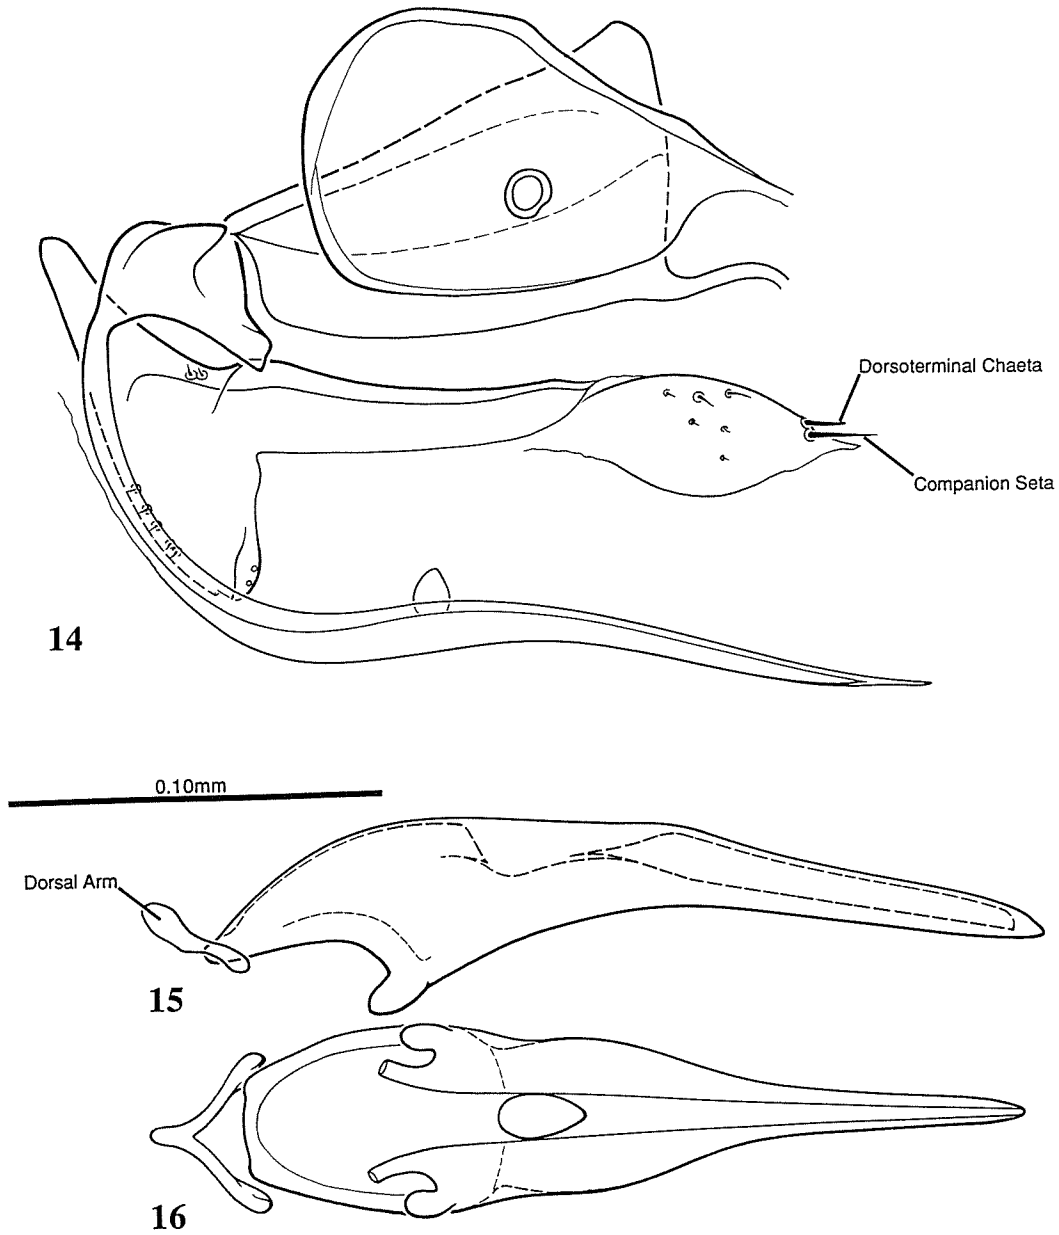 Dorsoterminal Chaeta
Companion Seta
14
0.10mm
Dorsal Arm
15
16